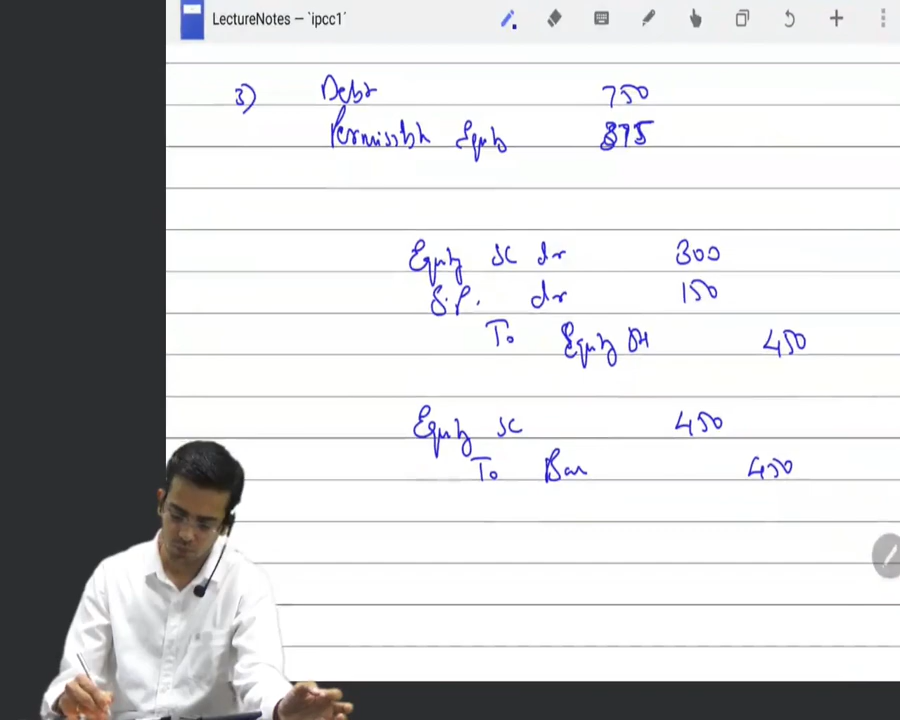 LectureNotes – `ipcc1´
3) Debt 750
Permissible Equity 375
Equity SC dr 300
S.P. dr 150
To Equity SH 450
Equity SC 450
To Ban 450